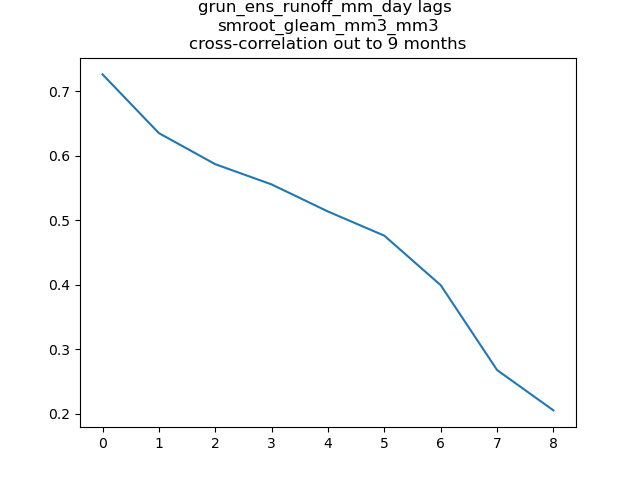 grun_ens_runoff_mm_day lags
smroot_gleam_mm3_mm3
cross-correlation out to 9 months
0.7
0.6
0.5
0.4
0.3
0.2
0 1 2 3 4 5 6 7 8